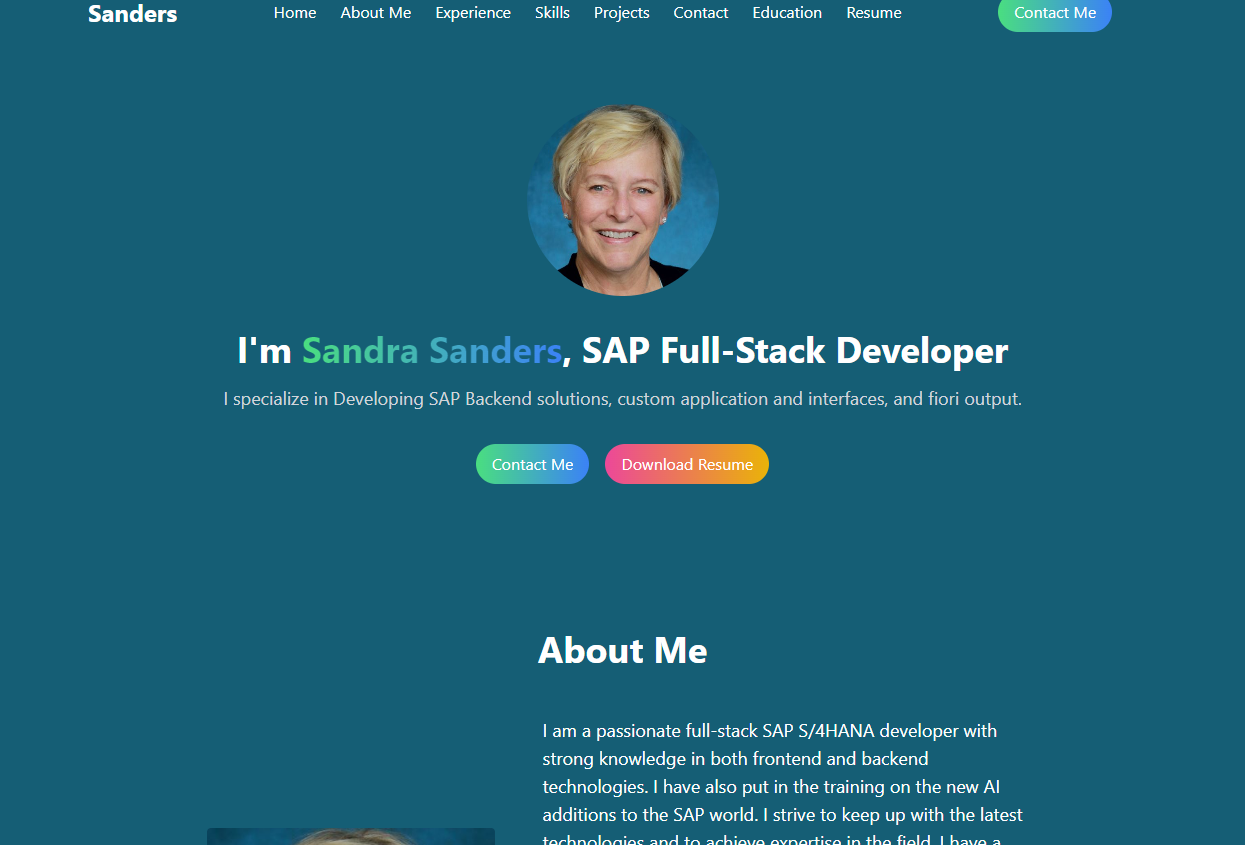 Sanders
Home About Me Experience Skills Projects Contact Education Resume
Contact Me
I'm Sandra Sanders, SAP Full-Stack Developer
I specialize in Developing SAP Backend solutions, custom application and interfaces, and fiori output.
Contact Me
Download Resume
About Me
I am a passionate full-stack SAP S/4HANA developer with
strong knowledge in both frontend and backend
technologies. I have also put in the training on the new AI
additions to the SAP world. I strive to keep up with the latest
technologies and to achieve expertise in the field. I have a